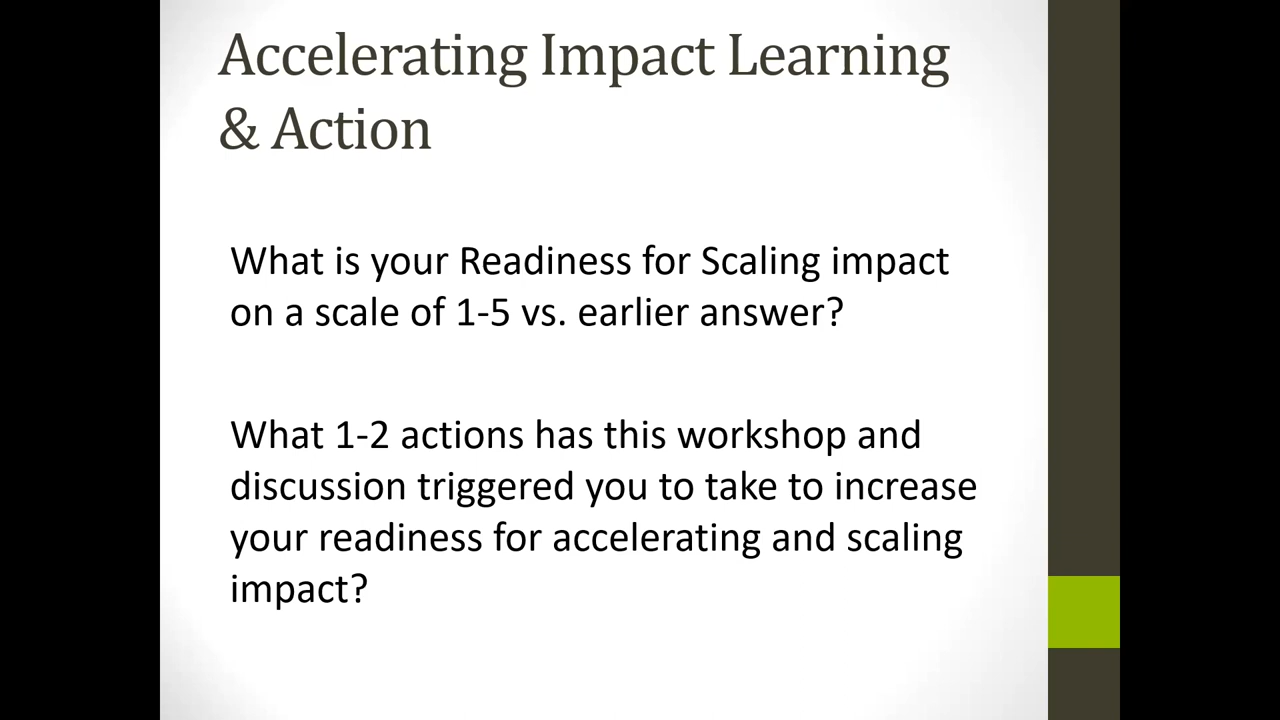 Accelerating Impact Learning
& Action
What is your Readiness for Scaling impact
on a scale of 1-5 vs. earlier answer?
What 1-2 actions has this workshop and
discussion triggered you to take to increase
your readiness for accelerating and scaling
impact?